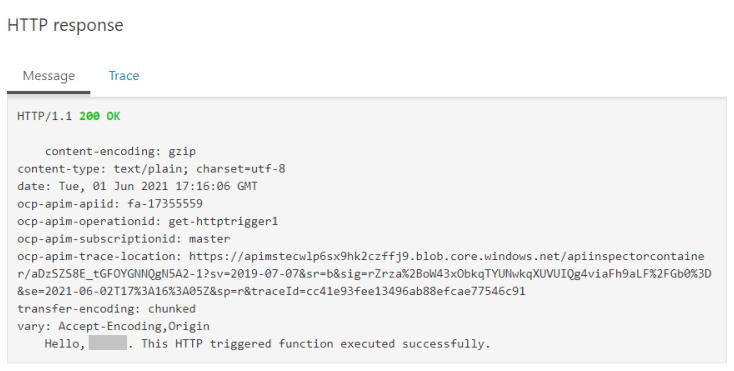 HTTP response
Message Trace
HTTP/1.1 200 OK
content-encoding: gzip
content-type: text/plain; charset=utf-8
date: Tue, 01 Jun 2021 17:16:06 GMT
ocp-apim-apiid: fa-17355559
ocp-apim-operationid: get-httptrigger1
ocp-apim-subscriptionid: master
ocp-apim-trace-location: https://apimstecwlp6sx9hk2czffj9.blob.core.windows.net/apiinspectorcontaine
r/aDzSZS8E_tGFOYGNNQgN5A2-1?sv=2019-07-07&sr=b&sig=rZrza%2BoW43xObkqTYUNwkqXUVUIQg4viaFh9aLF%2FGb0%3D
&se=2021-06-02T17%3A16%3A05Z&sp=r&traceId=cc41e93fee13496ab88efcae77546c91
transfer-encoding: chunked
vary: Accept-Encoding,Origin
Hello, . This HTTP triggered function executed successfully.